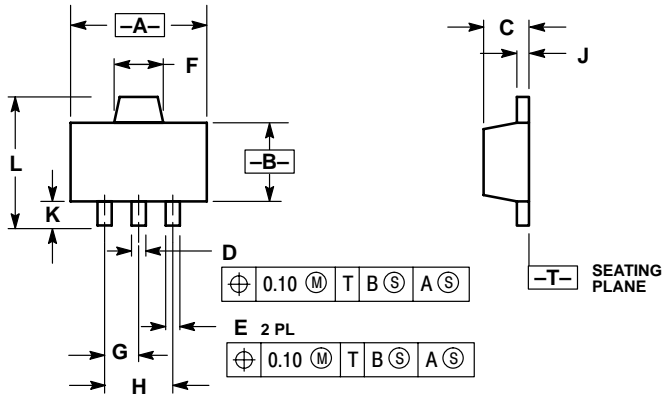 –A–
C
F
J
L
–B–
K
D
–T– SEATING PLANE
⌖ 0.10 Ⓜ T B Ⓢ A Ⓢ
E 2 PL
G
⌖ 0.10 Ⓜ T B Ⓢ A Ⓢ
H